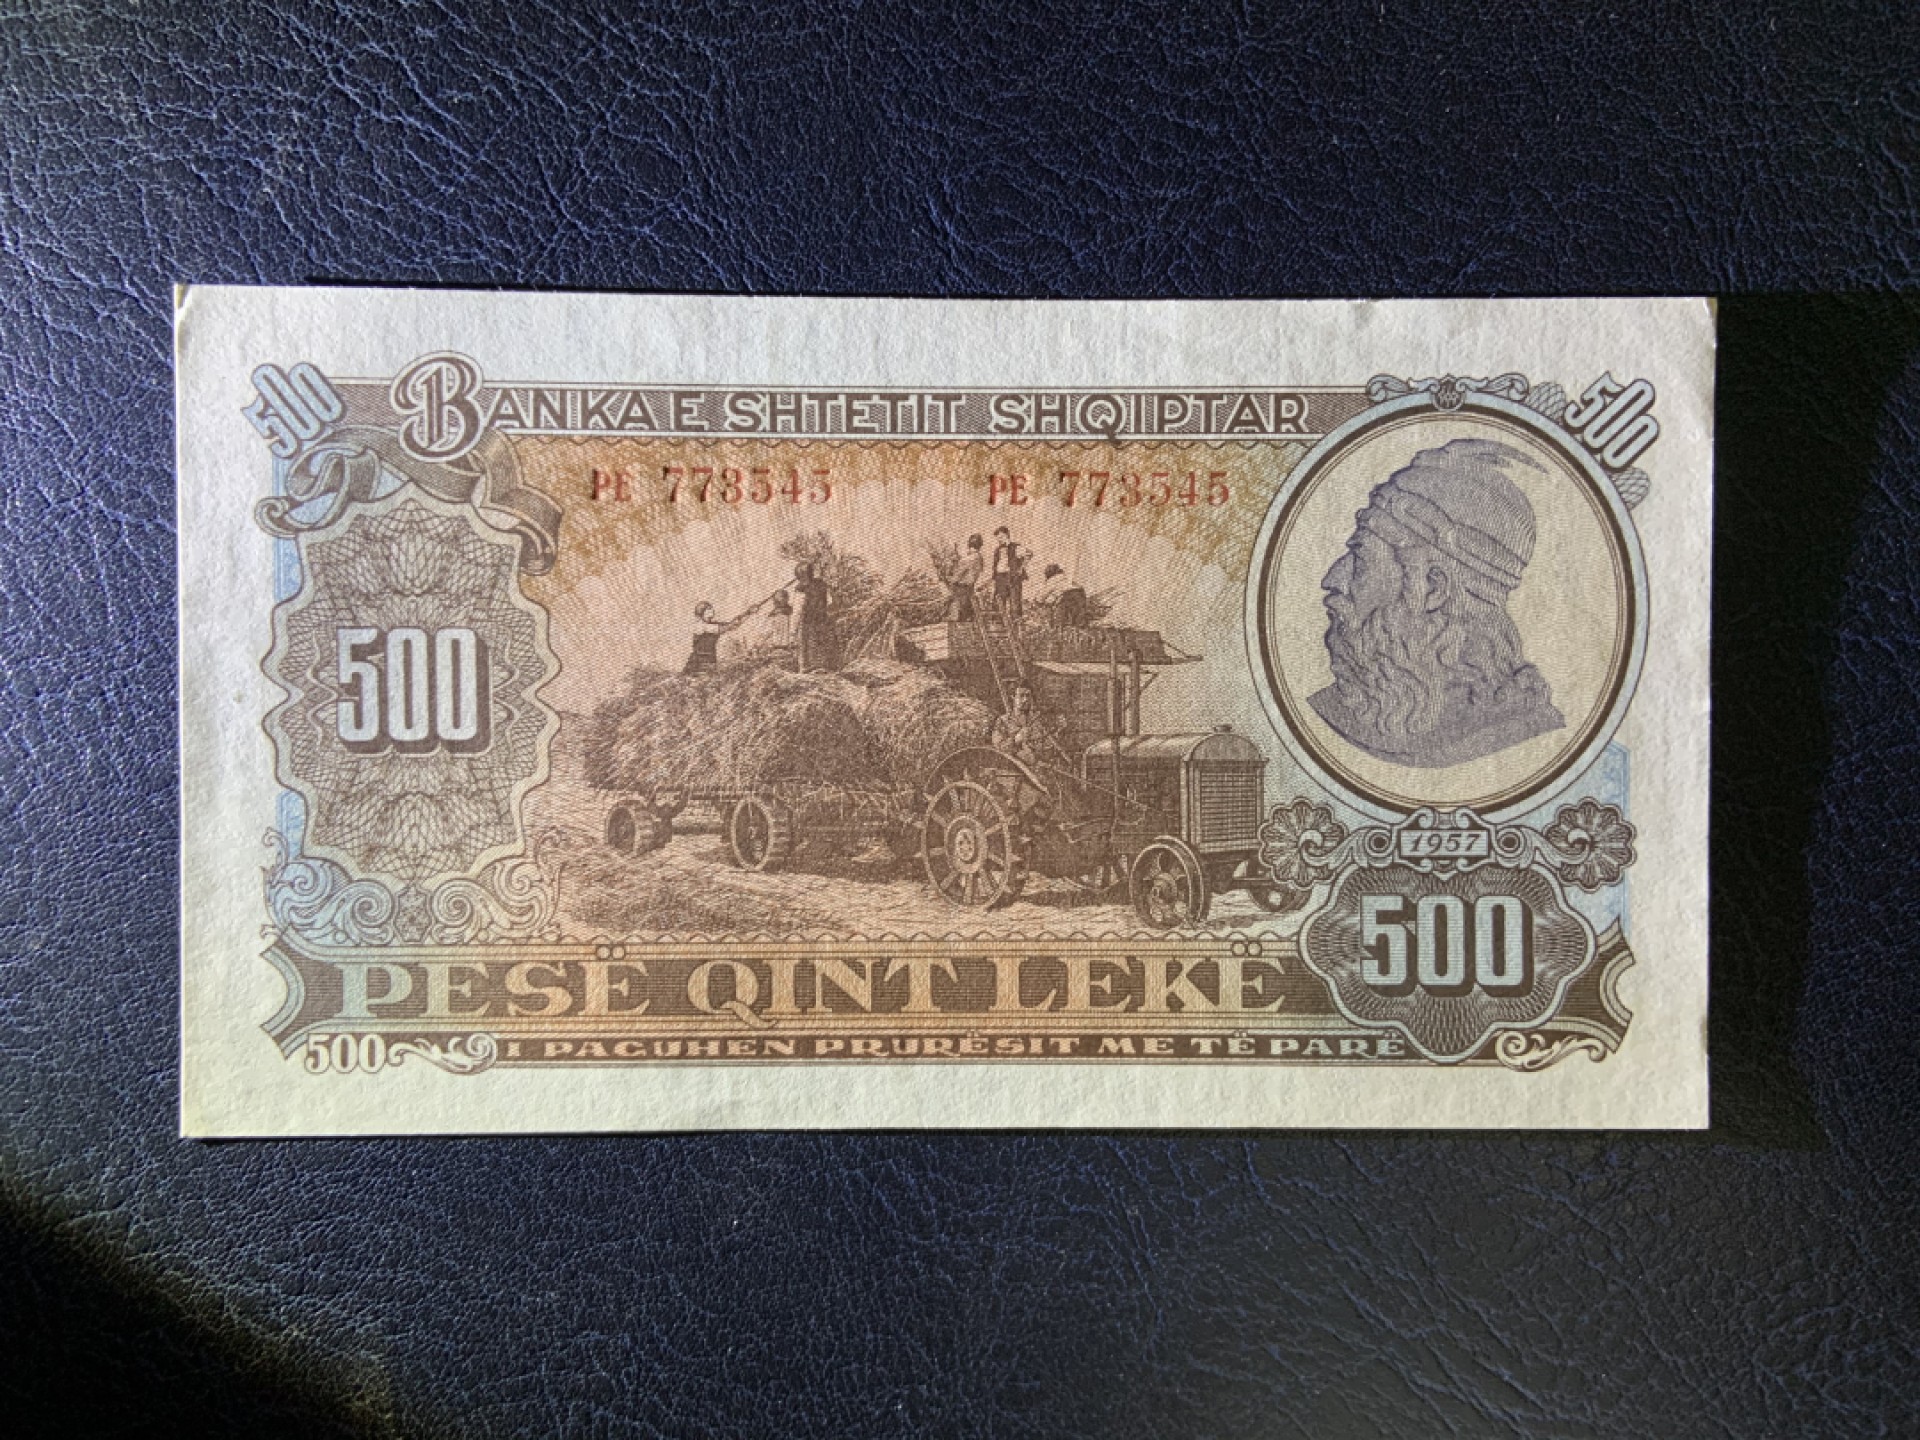 500
BANKA E SHTETIT SHQIPTAR
500
PE 773545
PE 773545
500
1957
500
PESË QINT LEKË
500
I PAGUHEN PRURËSIT ME TË PARË